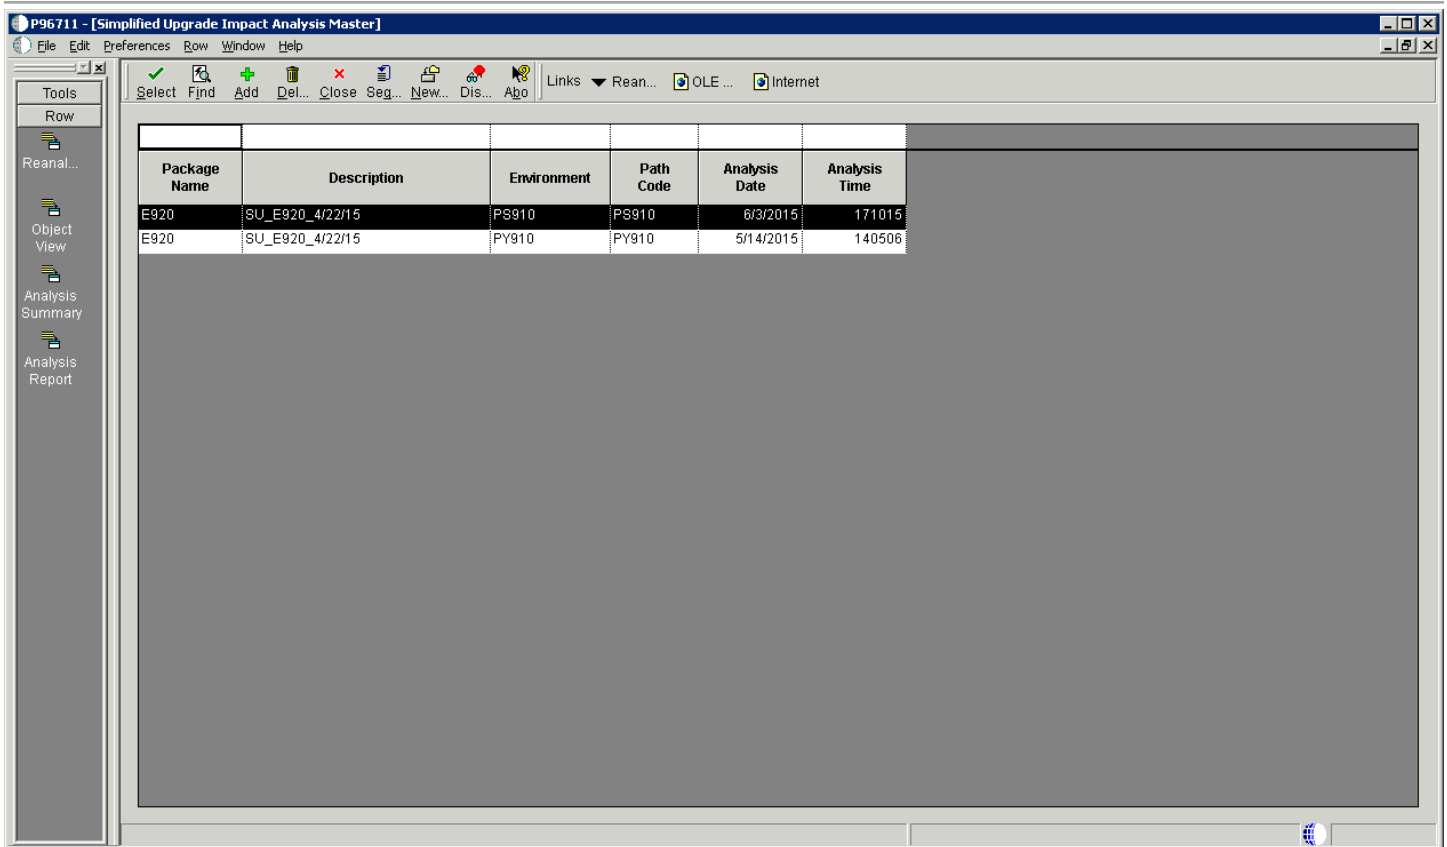 P96711 - [Simplified Upgrade Impact Analysis Master]
File Edit Preferences Row Window Help
Tools
Row
Reanal...
Object
View
Analysis
Summary
Analysis
Report
Select Find Add Del... Close Seq... New... Dis... Abo Links Rean... OLE ... Internet
Package Name Description Environment Path Code Analysis Date Analysis Time
E920 SU_E920_4/22/15 PS910 PS910 6/3/2015 171015
E920 SU_E920_4/22/15 PY910 PY910 5/14/2015 140506